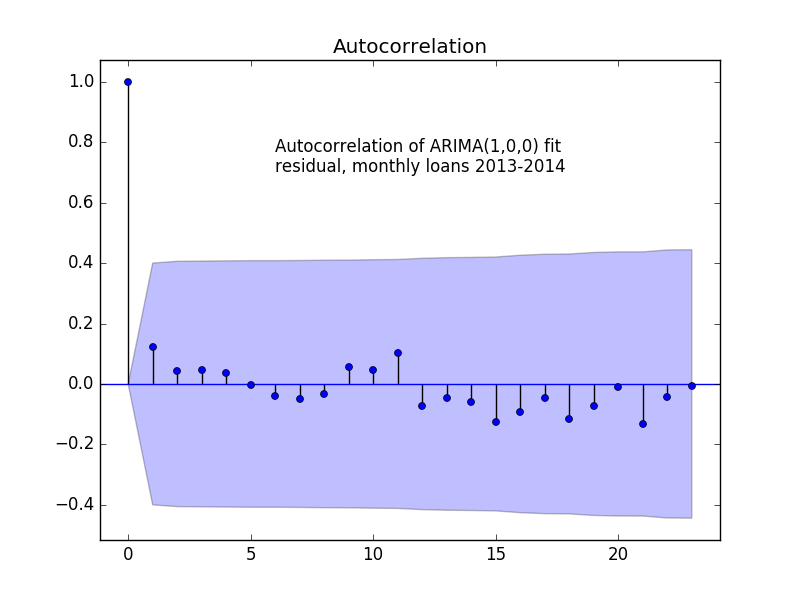 Autocorrelation
1.0
0.8
0.6
0.4
0.2
0.0
−0.2
−0.4
Autocorrelation of ARIMA(1,0,0) fit
residual, monthly loans 2013-2014
0 5 10 15 20